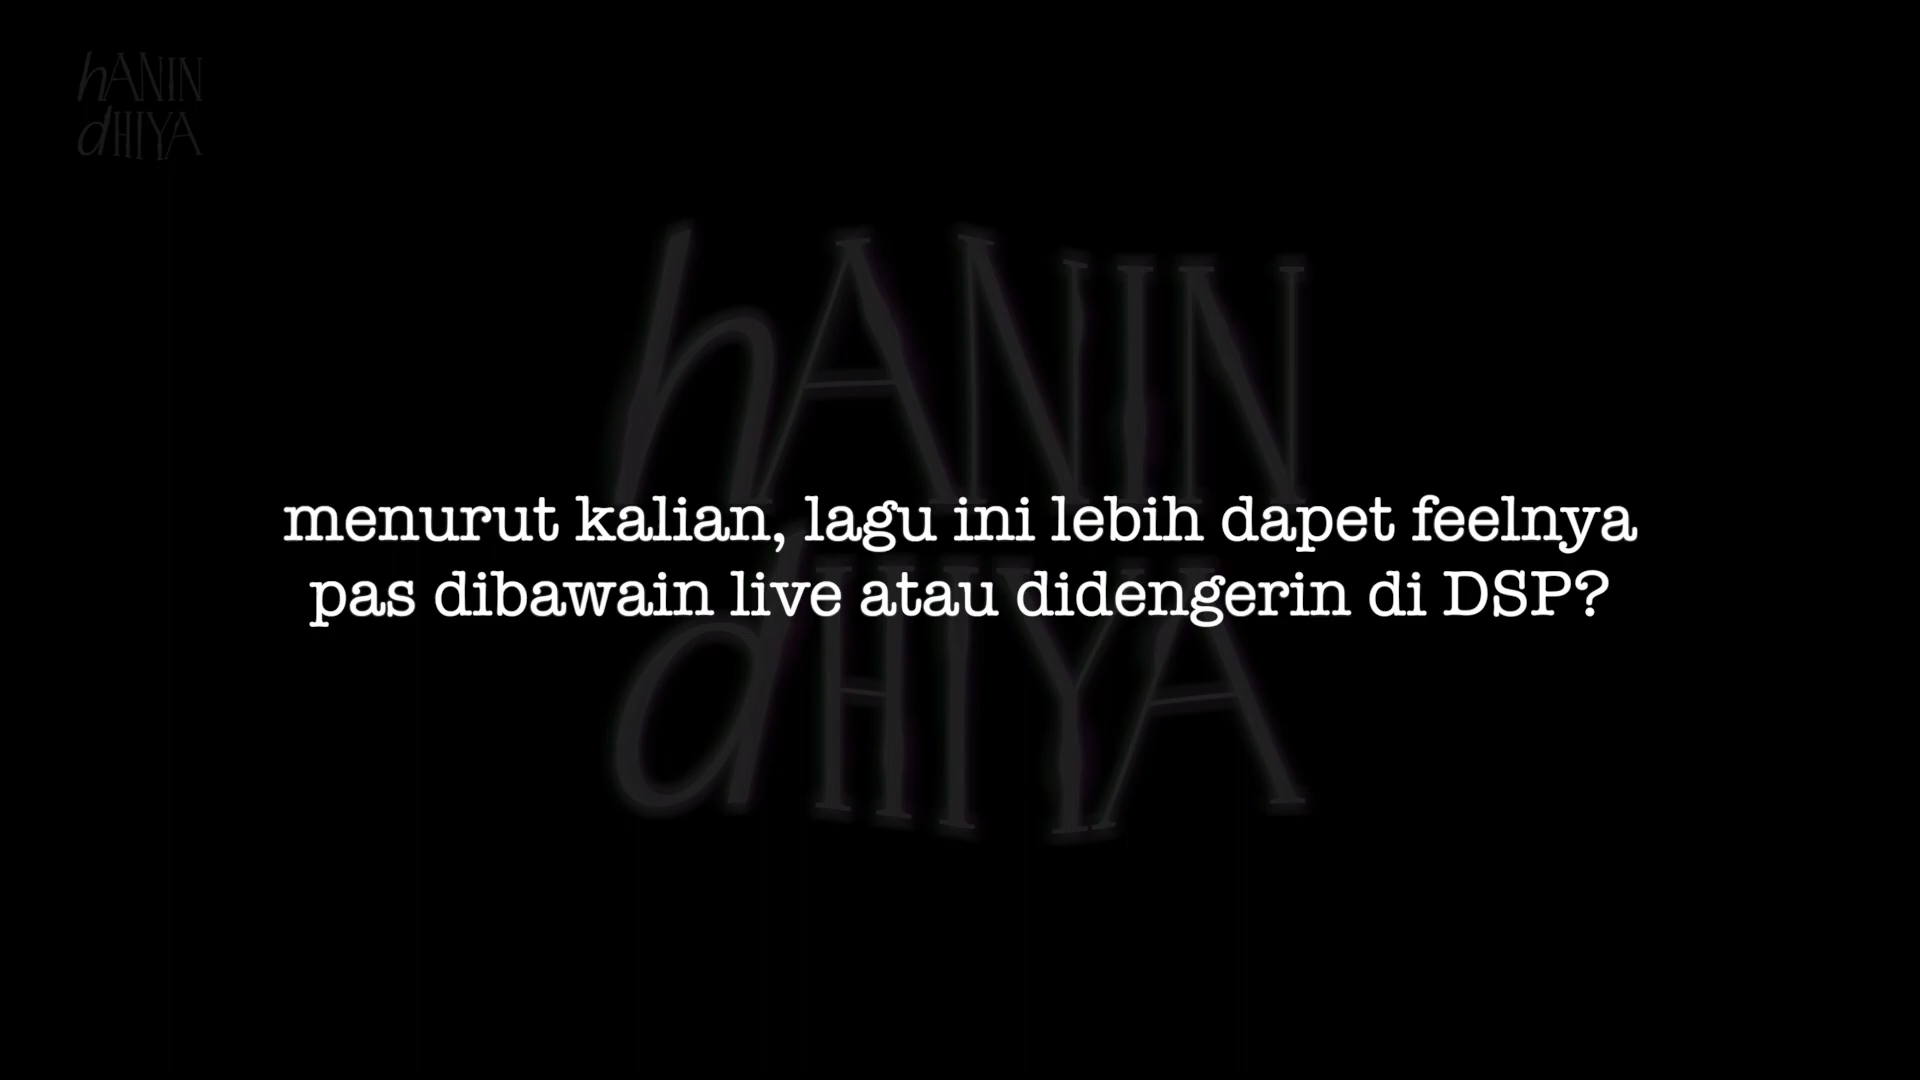 hANIN
dHIYA
hANIN
menurut kalian, lagu ini lebih dapet feelnya
pas dibawain live atau didengerin di DSP?
dHIYA